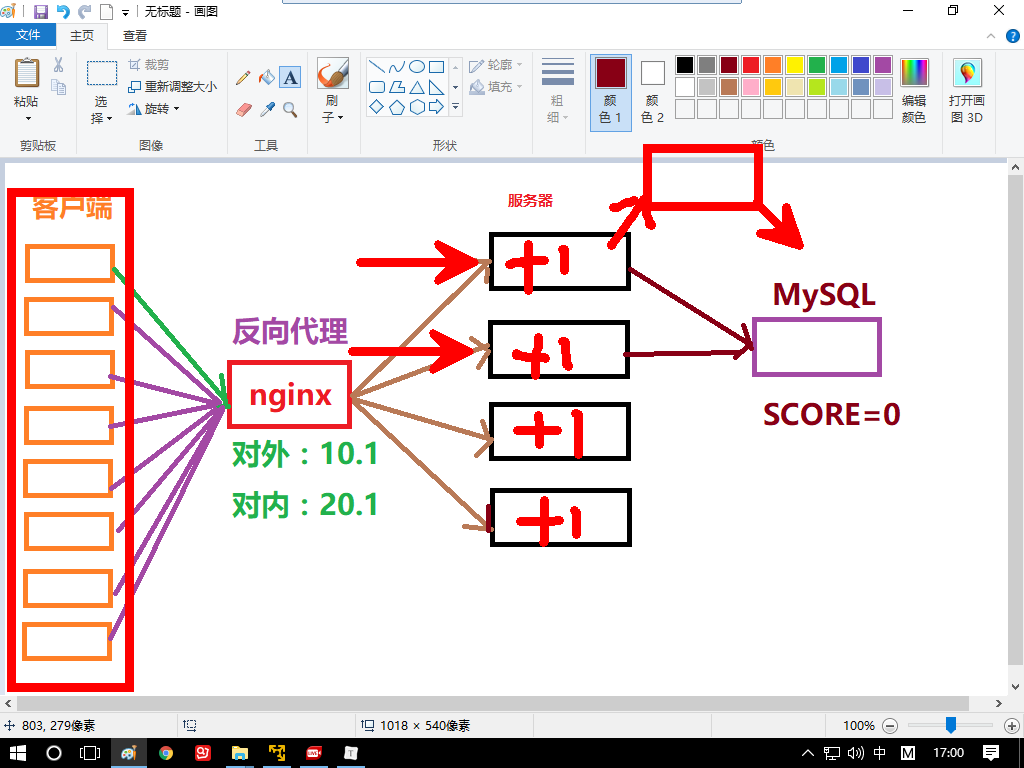 无标题 - 画图
文件
主页
查看
粘贴
剪贴板
选择
裁剪
重新调整大小
旋转
图像
A
工具
刷子
轮廓
填充
形状
粗细
颜色 1
颜色 2
编辑颜色
颜色
打开画图 3D
客户端
服务器
+1
MySQL
反向代理
+1
nginx
SCORE=0
+1
对外：10.1
对内：20.1
+1
803, 279像素
1018 × 540像素
100%
LIVE
T
中
M
17:00